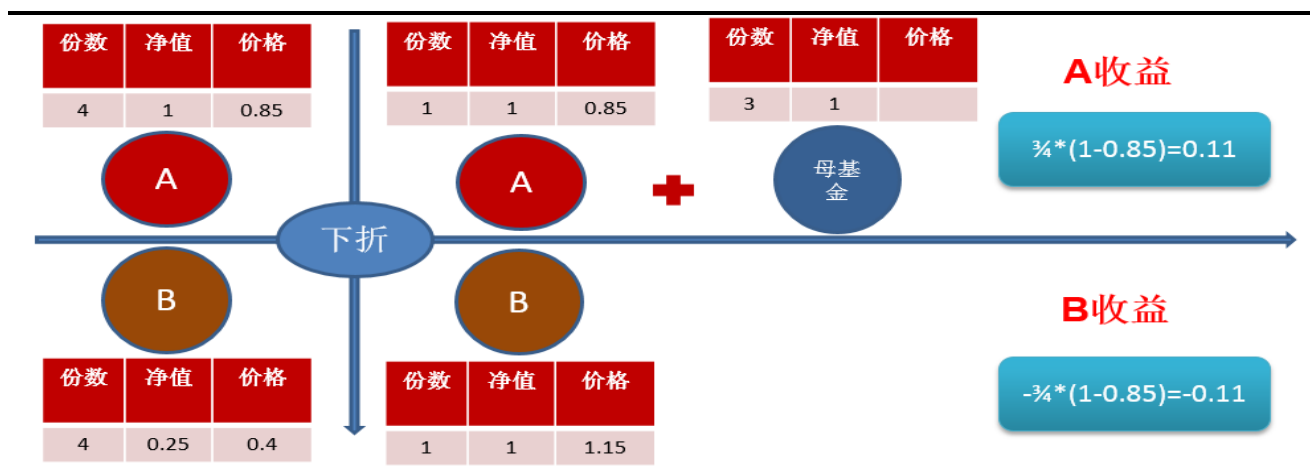 份数 净值 价格
4 1 0.85
份数 净值 价格
1 1 0.85
份数 净值 价格
3 1
A收益
¾*(1-0.85)=0.11
A
A
母基
金
下折
B
B
B收益
-¾*(1-0.85)=-0.11
份数 净值 价格
4 0.25 0.4
份数 净值 价格
1 1 1.15